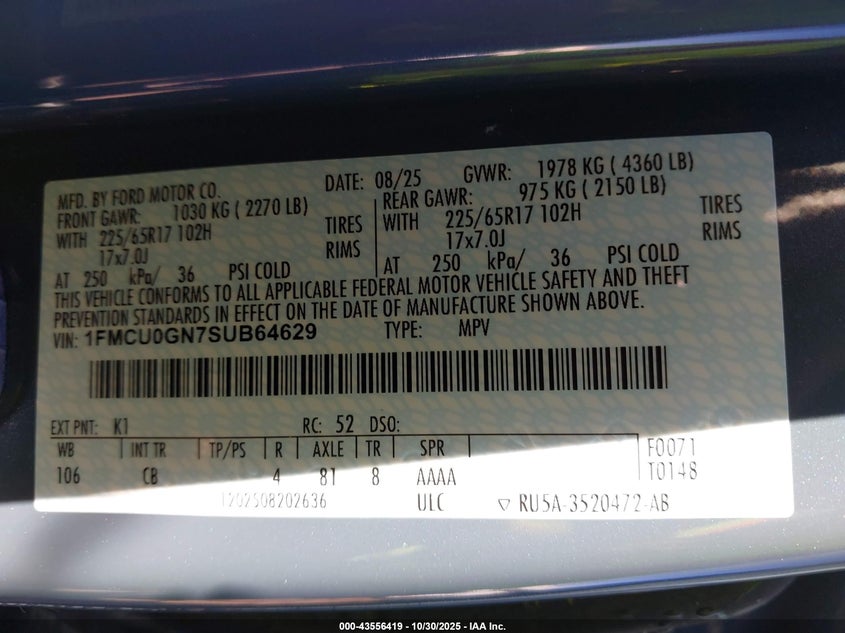 MFD. BY FORD MOTOR CO. DATE: 08/25 GVWR: 1978 KG ( 4360 LB)
FRONT GAWR: 1030 KG ( 2270 LB) REAR GAWR: 975 KG ( 2150 LB)
WITH 225/65R17 102H TIRES WITH 225/65R17 102H TIRES
17x7.0J RIMS 17x7.0J RIMS
AT 250 kPa/ 36 PSI COLD AT 250 kPa/ 36 PSI COLD
THIS VEHICLE CONFORMS TO ALL APPLICABLE FEDERAL MOTOR VEHICLE SAFETY AND THEFT
PREVENTION STANDARDS IN EFFECT ON THE DATE OF MANUFACTURE SHOWN ABOVE.
VIN: 1FMCU0GN7SUB64629 TYPE: MPV
EXT PNT: K1 RC: 52 DSO:
WB INT TR TP/PS R AXLE TR SPR F0071
106 CB 4 81 8 AAAA T0148
1202508202636 ULC ▽ RU5A-3520472-AB
000-43556419 - 10/30/2025 - IAA Inc.